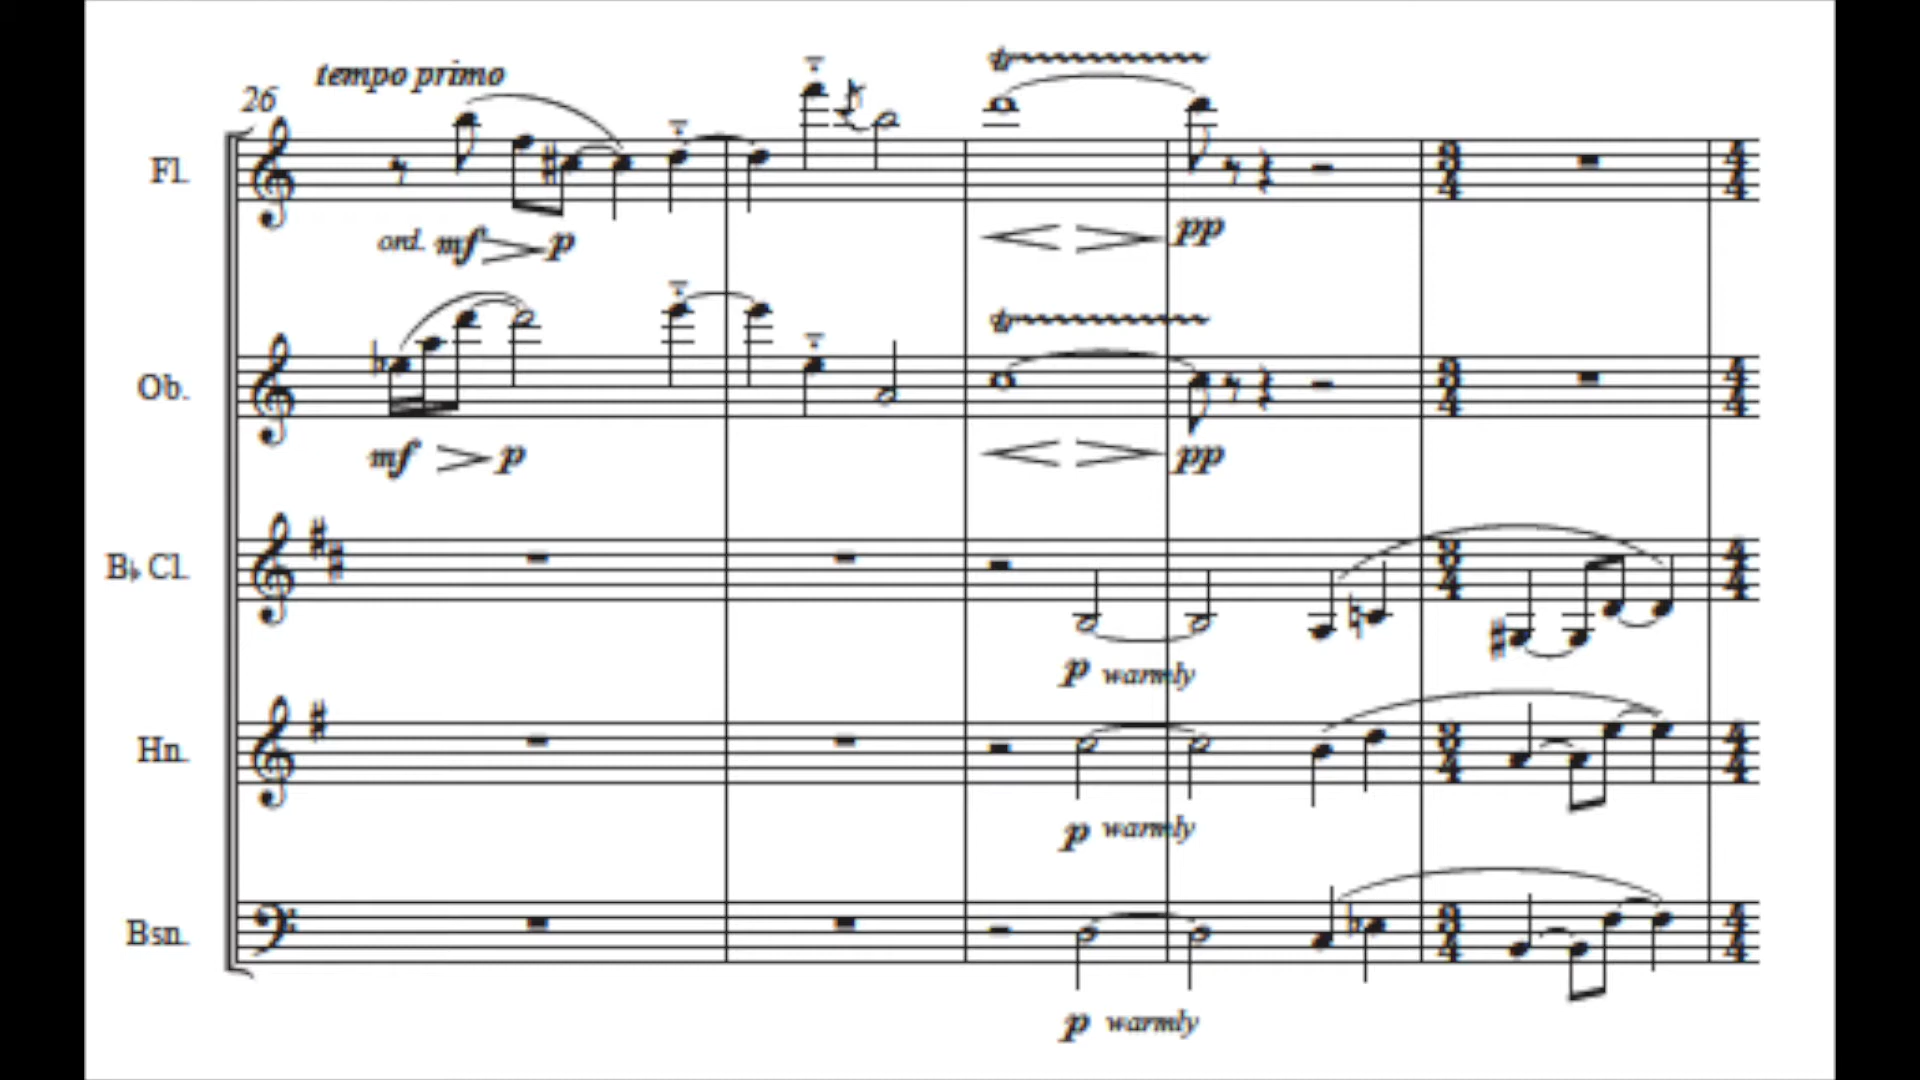 tempo primo
26
Fl.
ord. mf p pp
Ob.
mf p pp
B♭ Cl.
p warmly
Hn.
p warmly
Bsn.
p warmly